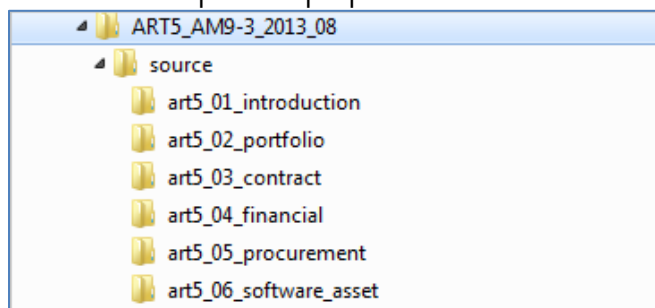 ART5_AM9-3_2013_08
source
art5_01_introduction
art5_02_portfolio
art5_03_contract
art5_04_financial
art5_05_procurement
art5_06_software_asset